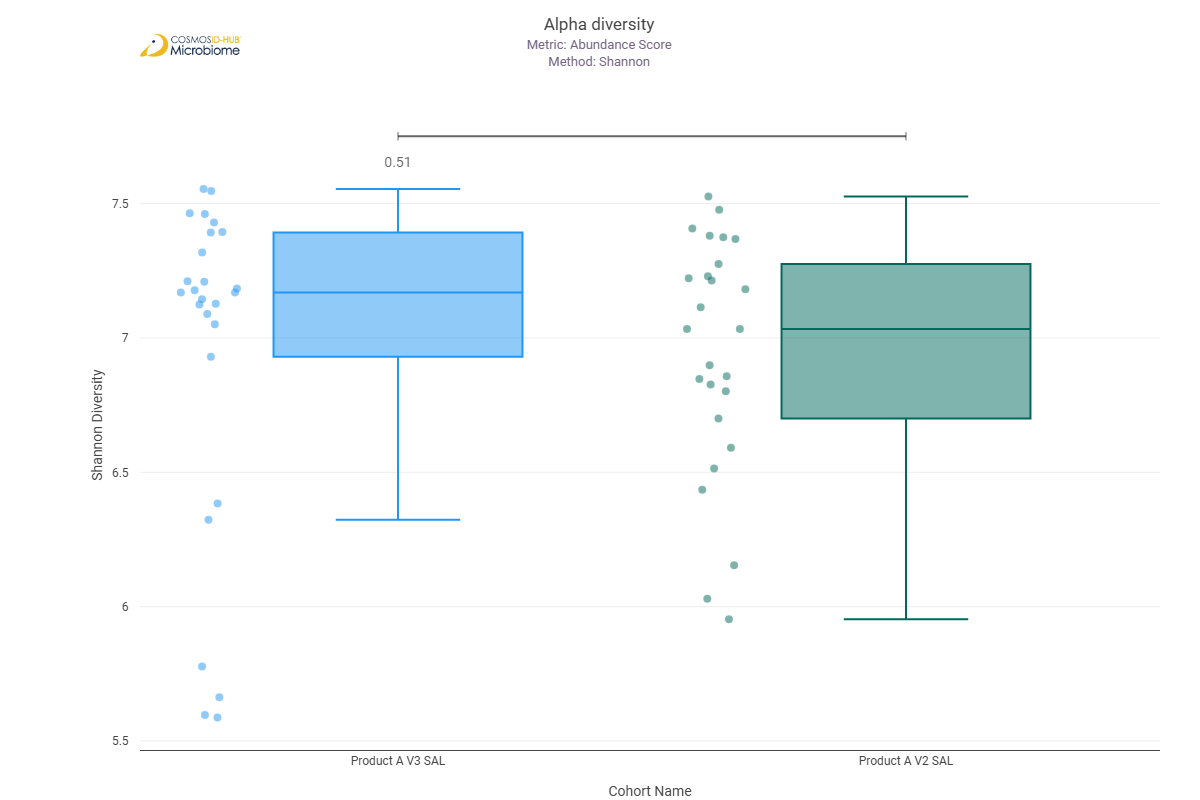 Alpha diversity
COSMOSID-HUB
Microbiome
Metric: Abundance Score
Method: Shannon
0.51
7.5
7
6.5
6
5.5
Shannon Diversity
Product A V3 SAL
Product A V2 SAL
Cohort Name